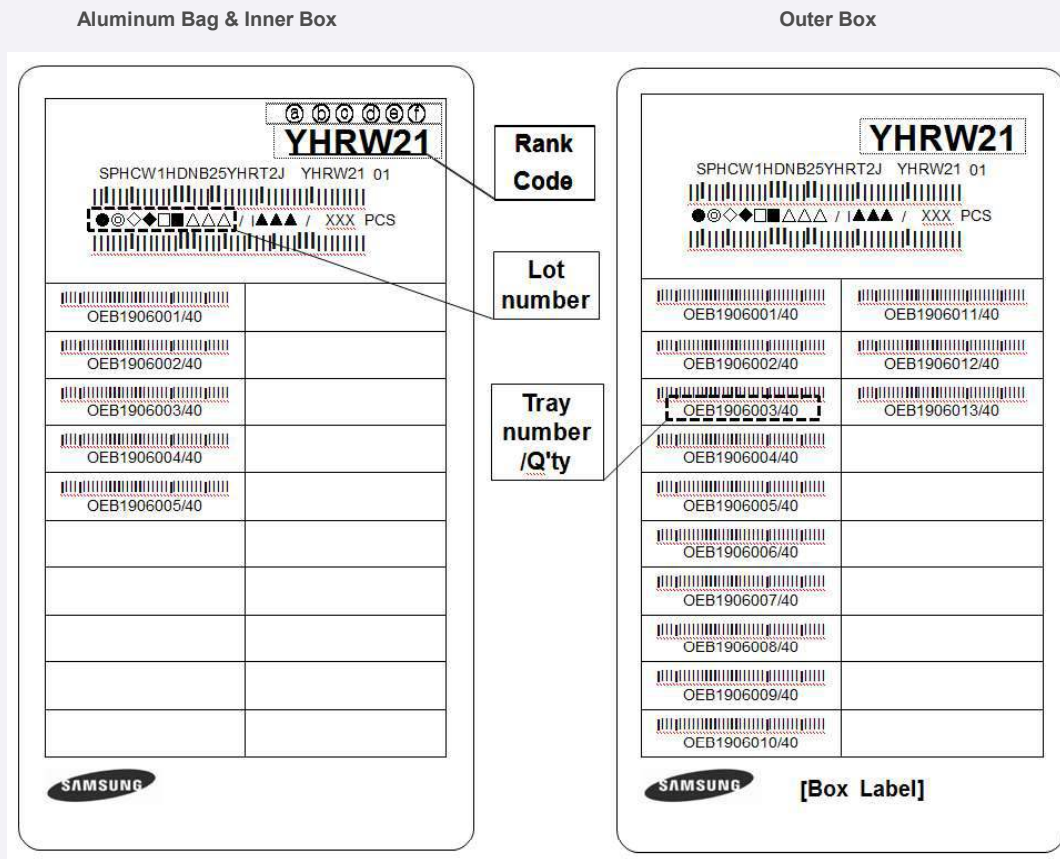 Aluminum Bag & Inner Box
Outer Box
ⓐ ⓑ ⓒ ⓓ ⓔ ⓕ
YHRW21
SPHCW1HDNB25YHRT2J YHRW21 01
●◎◇◆□■△△△ / I▲▲▲ / XXX PCS
OEB1906001/40
OEB1906002/40
OEB1906003/40
OEB1906004/40
OEB1906005/40
SAMSUNG
Rank
Code
Lot
number
Tray
number
/Q'ty
YHRW21
SPHCW1HDNB25YHRT2J YHRW21 01
●◎◇◆□■△△△ / I▲▲▲ / XXX PCS
OEB1906001/40 OEB1906011/40
OEB1906002/40 OEB1906012/40
OEB1906003/40 OEB1906013/40
OEB1906004/40
OEB1906005/40
OEB1906006/40
OEB1906007/40
OEB1906008/40
OEB1906009/40
OEB1906010/40
SAMSUNG [Box Label]